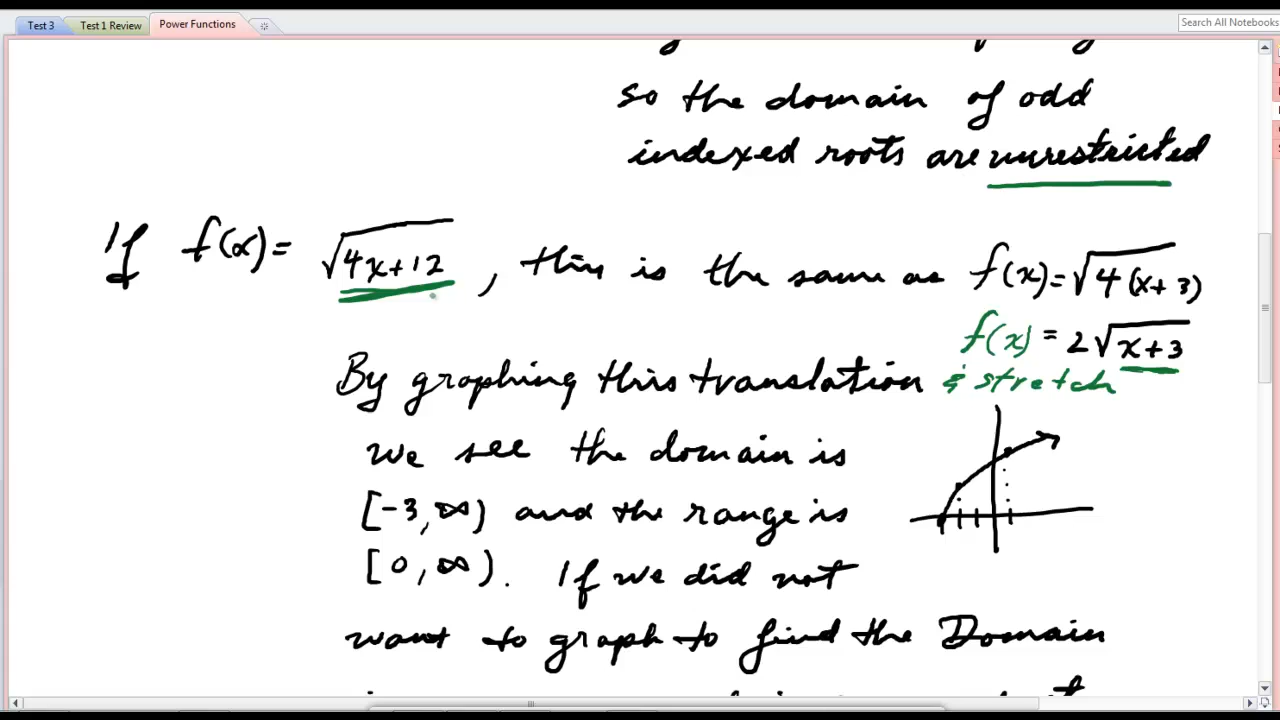 Test 3 Test 1 Review Power Functions
Search All Notebooks
so the domain of odd
indexed roots are unrestricted
If f(x)= √4x+12, this is the same as f(x)=√4(x+3)
f(x) = 2√x+3
By graphing this translation & stretch
we see the domain is
[-3,∞) and the range is
[0,∞). If we did not
want to graph to find the Domain